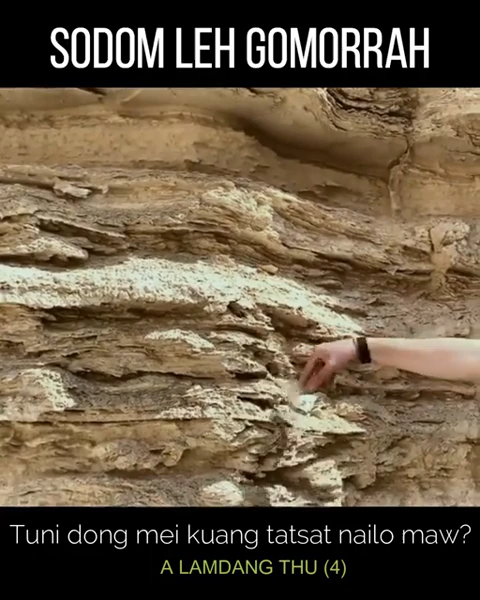 SODOM LEH GOMORRAH
Tuni dong mei kuang tatsat nailo maw?
A LAMDANG THU (4)